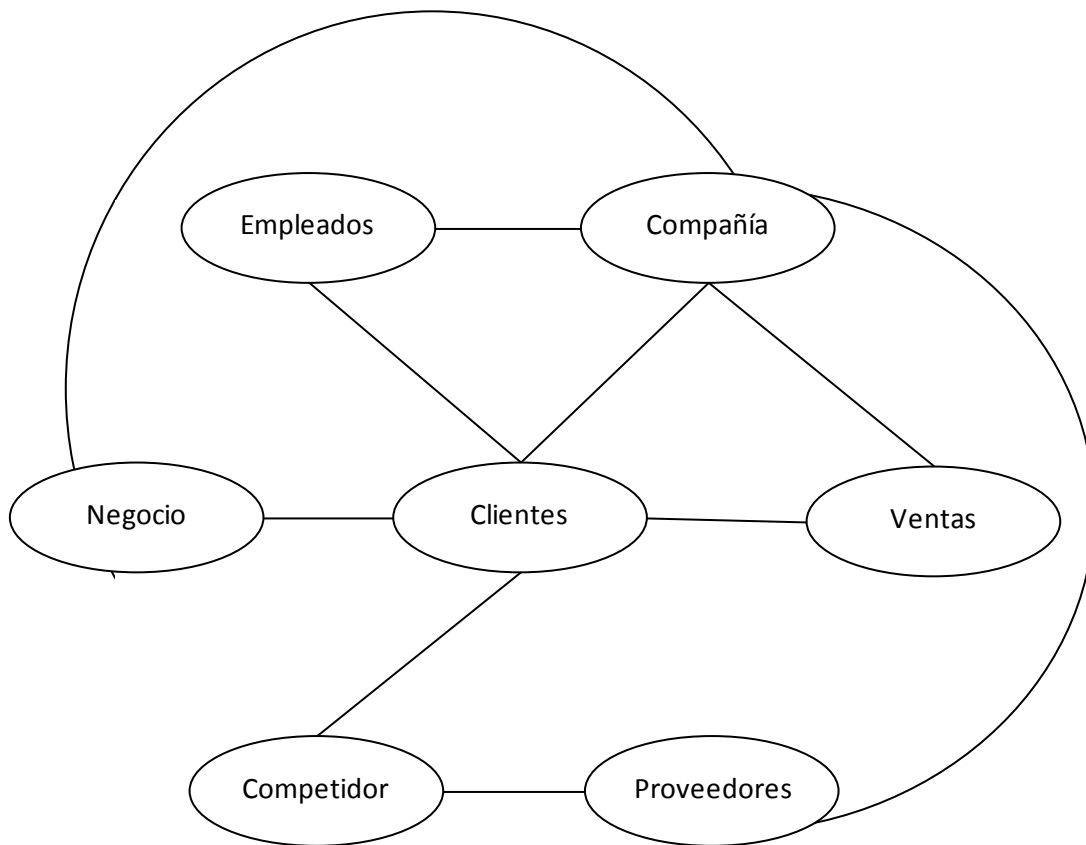 Empleados
Compañía
Negocio
Clientes
Ventas
Competidor
Proveedores